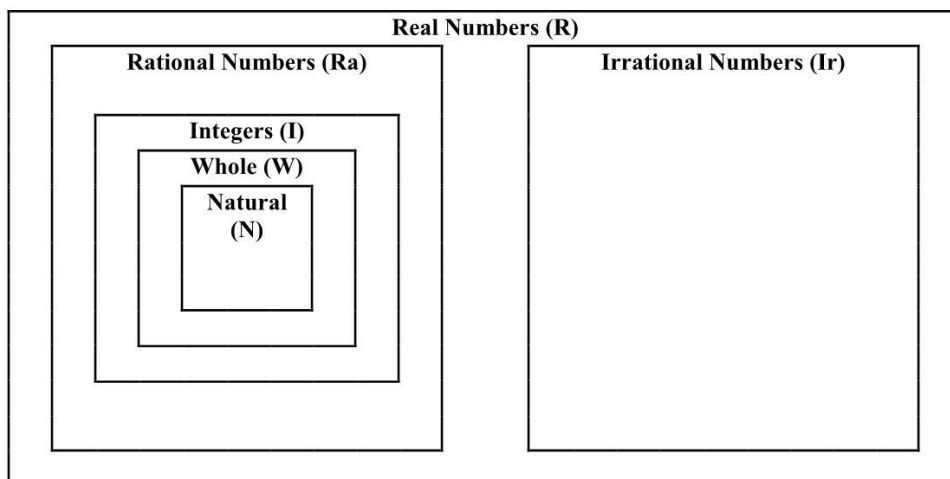 Real Numbers (R)
Rational Numbers (Ra)
Irrational Numbers (Ir)
Integers (I)
Whole (W)
Natural
(N)